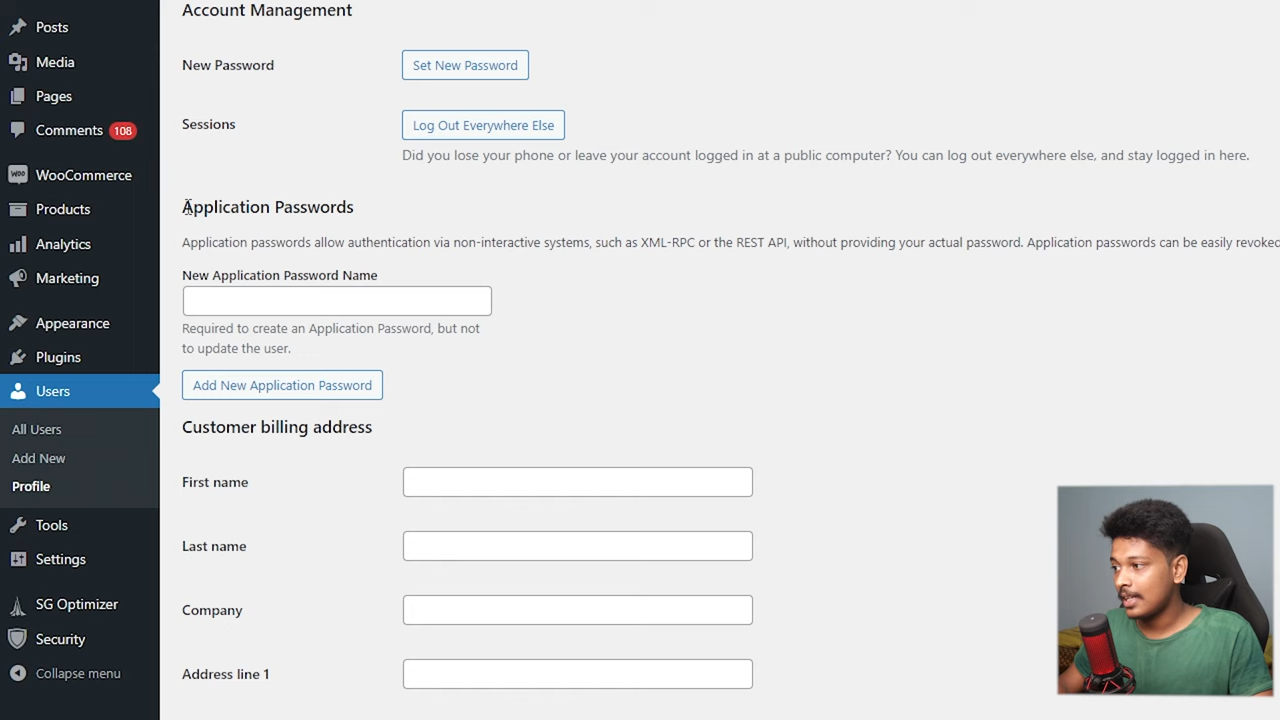 Posts
Media
Pages
Comments 108
WOO WooCommerce
Products
Analytics
Marketing
Appearance
Plugins
Users
All Users
Add New
Profile
Tools
Settings
SG Optimizer
Security
Collapse menu
Account Management
New Password Set New Password
Sessions Log Out Everywhere Else
Did you lose your phone or leave your account logged in at a public computer? You can log out everywhere else, and stay logged in here.
Application Passwords
Application passwords allow authentication via non-interactive systems, such as XML-RPC or the REST API, without providing your actual password. Application passwords can be easily revoked
New Application Password Name
Required to create an Application Password, but not
to update the user.
Add New Application Password
Customer billing address
First name
Last name
Company
Address line 1